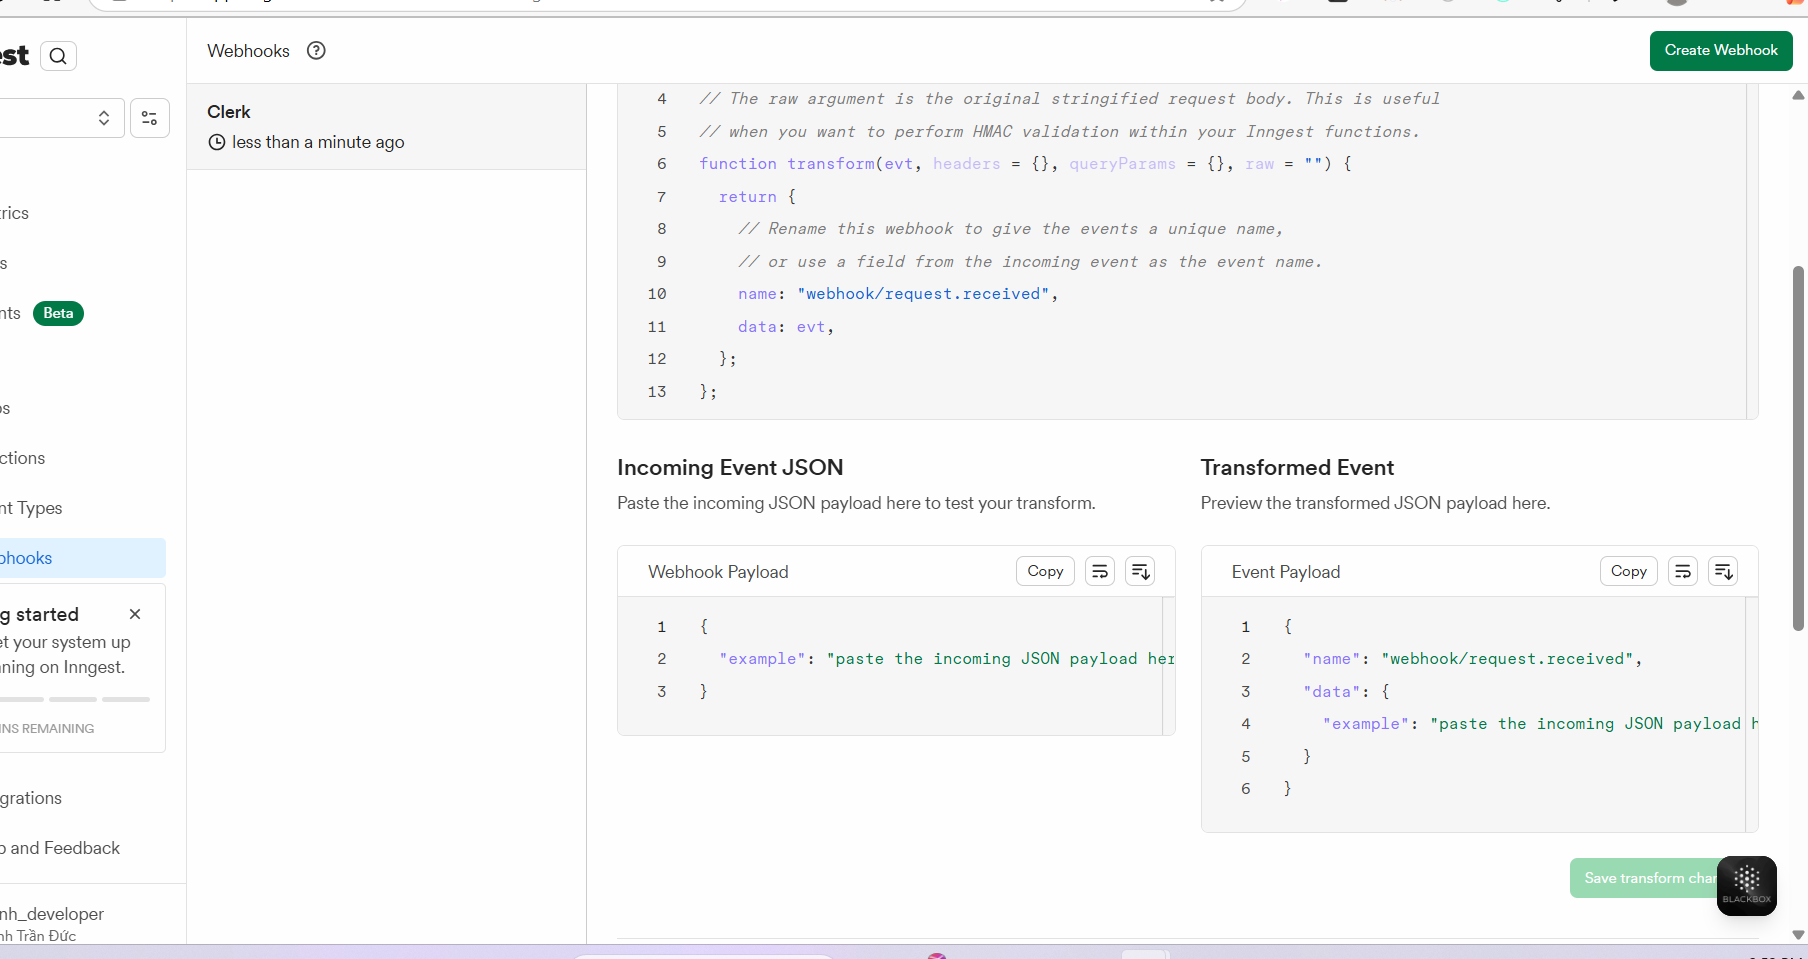 est
Webhooks
Create Webhook
Clerk
less than a minute ago
rics
s
nts Beta
os
ctions
nt Types
bhooks
g started
et your system up
ning on Inngest.
INS REMAINING
grations
p and Feedback
nh_developer
nh Trần Đức
4 // The raw argument is the original stringified request body. This is useful
5 // when you want to perform HMAC validation within your Inngest functions.
6 function transform(evt, headers = {}, queryParams = {}, raw = "") {
7 return {
8 // Rename this webhook to give the events a unique name,
9 // or use a field from the incoming event as the event name.
10 name: "webhook/request.received",
11 data: evt,
12 };
13 };
Incoming Event JSON
Paste the incoming JSON payload here to test your transform.
Webhook Payload Copy
1 {
2 "example": "paste the incoming JSON payload her
3 }
Transformed Event
Preview the transformed JSON payload here.
Event Payload Copy
1 {
2 "name": "webhook/request.received",
3 "data": {
4 "example": "paste the incoming JSON payload h
5 }
6 }
Save transform chan
BLACKBOX